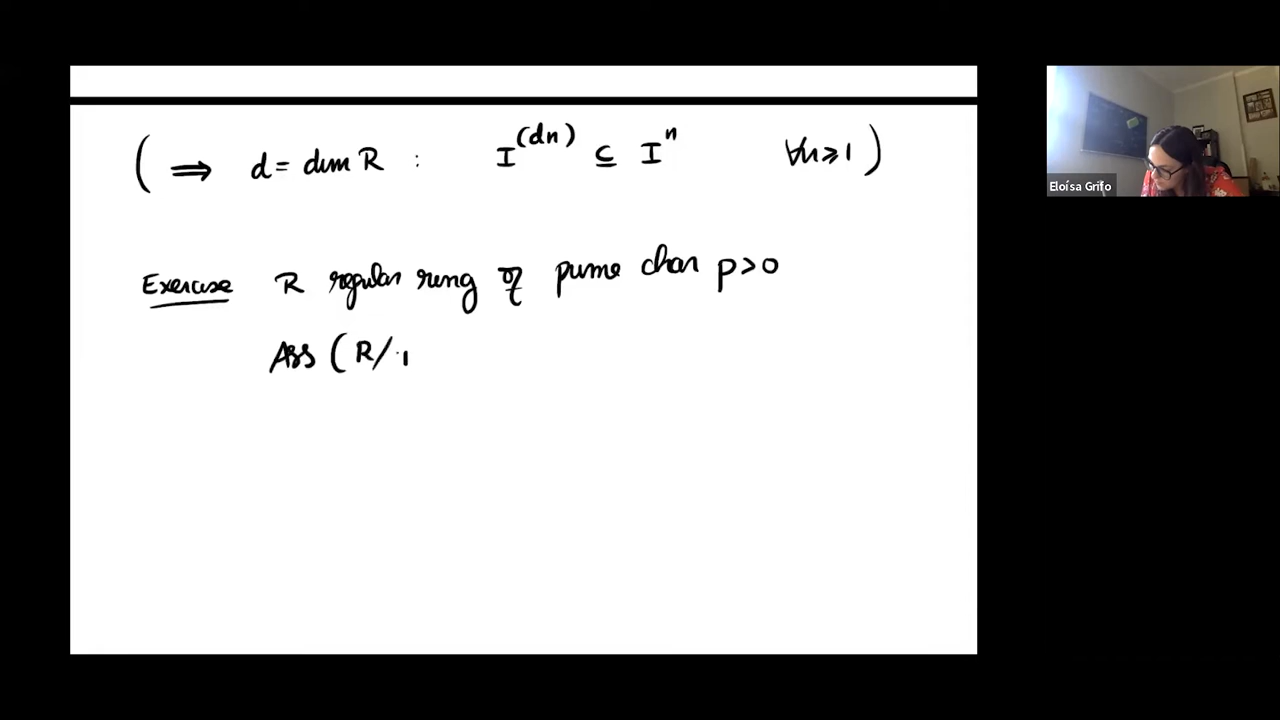 ( ⟹ d = dim R : I^(dn) ⊆ I^n ∀n ⩾ 1 )
Eloísa Grifo
Exercise R regular ring of prime char p > 0
Ass ( R/I